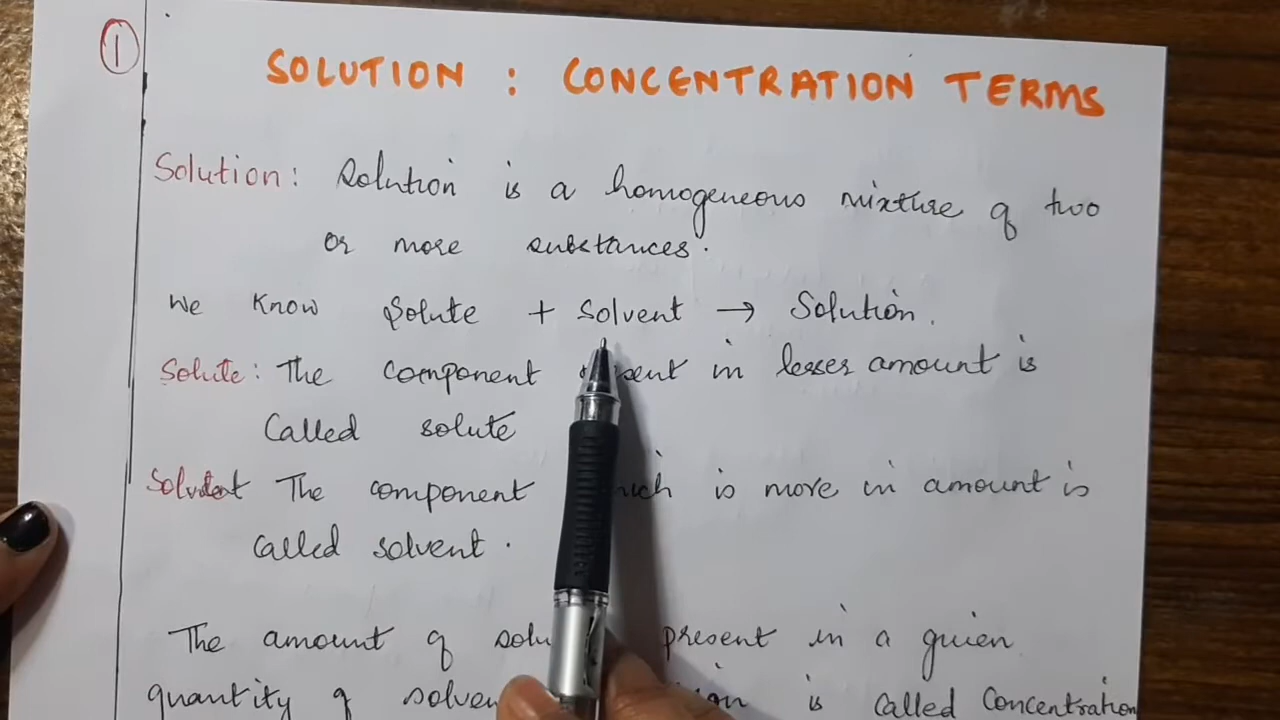 1
SOLUTION : CONCENTRATION TERMS
Solution: Solution is a homogeneous mixture of two
or more substances.
We know Solute + Solvent → Solution.
Solute: The component in lesser amount is
Called solute
Solvent The component is more in amount is
called solvent.
The amount of present in a given
quantity of is called Concentration